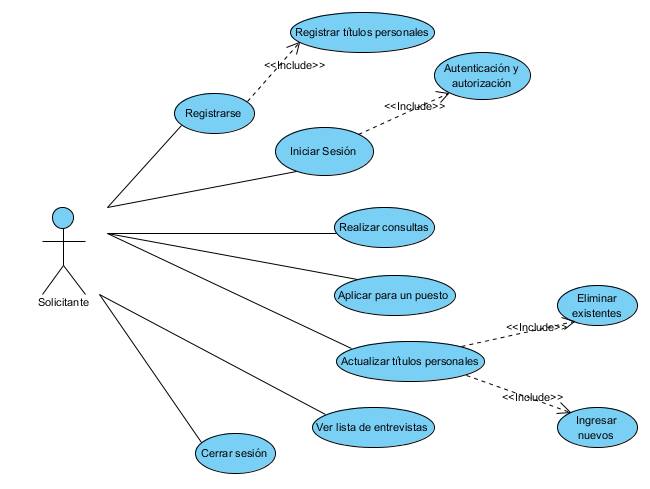 Registrar títulos personales
<<Include>>
Autenticación y
autorización
<<Include>>
Registrarse
Iniciar Sesión
Realizar consultas
Solicitante
Aplicar para un puesto
Eliminar
existentes
<<Include>>
Actualizar títulos personales
<<Include>>
Ingresar
nuevos
Ver lista de entrevistas
Cerrar sesión